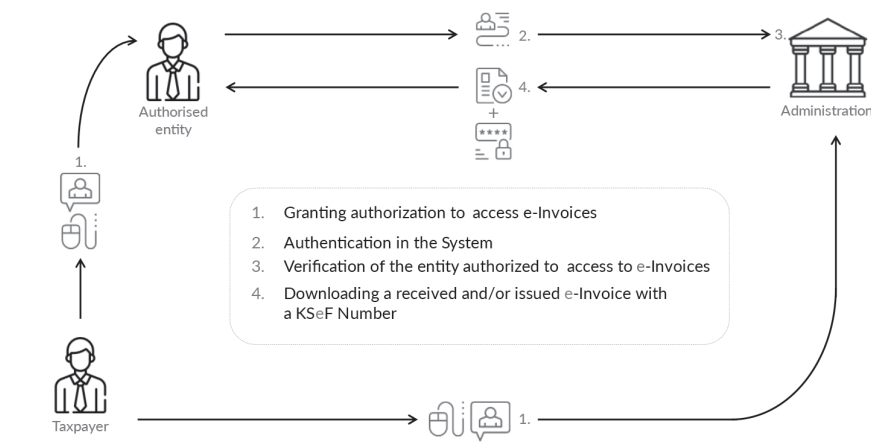 2.
3.
4.
Authorised
entity
Administration
+
****
1.
1. Granting authorization to access e-Invoices
2. Authentication in the System
3. Verification of the entity authorized to access to e-Invoices
4. Downloading a received and/or issued e-Invoice with
a KSeF Number
Taxpayer
1.